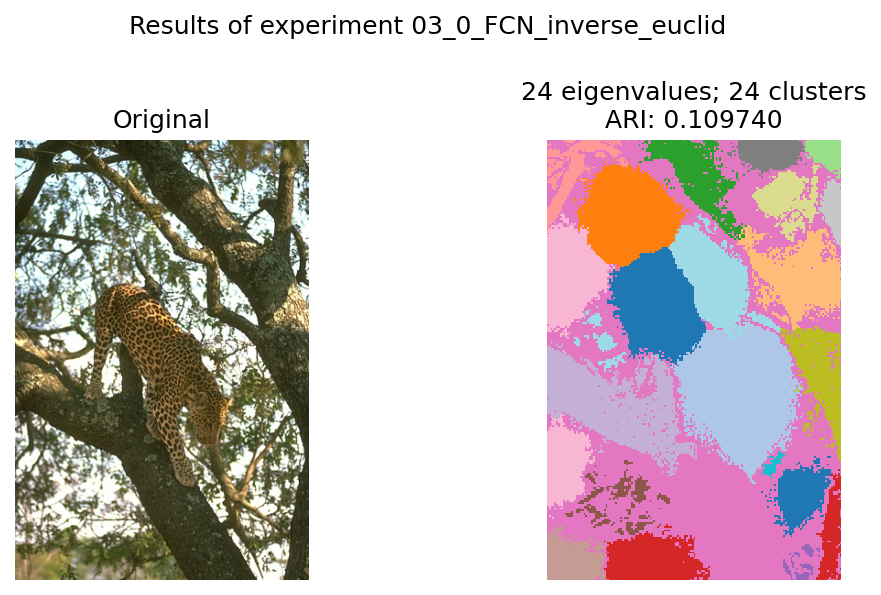 Results of experiment 03_0_FCN_inverse_euclid
Original
24 eigenvalues; 24 clusters
ARI: 0.109740